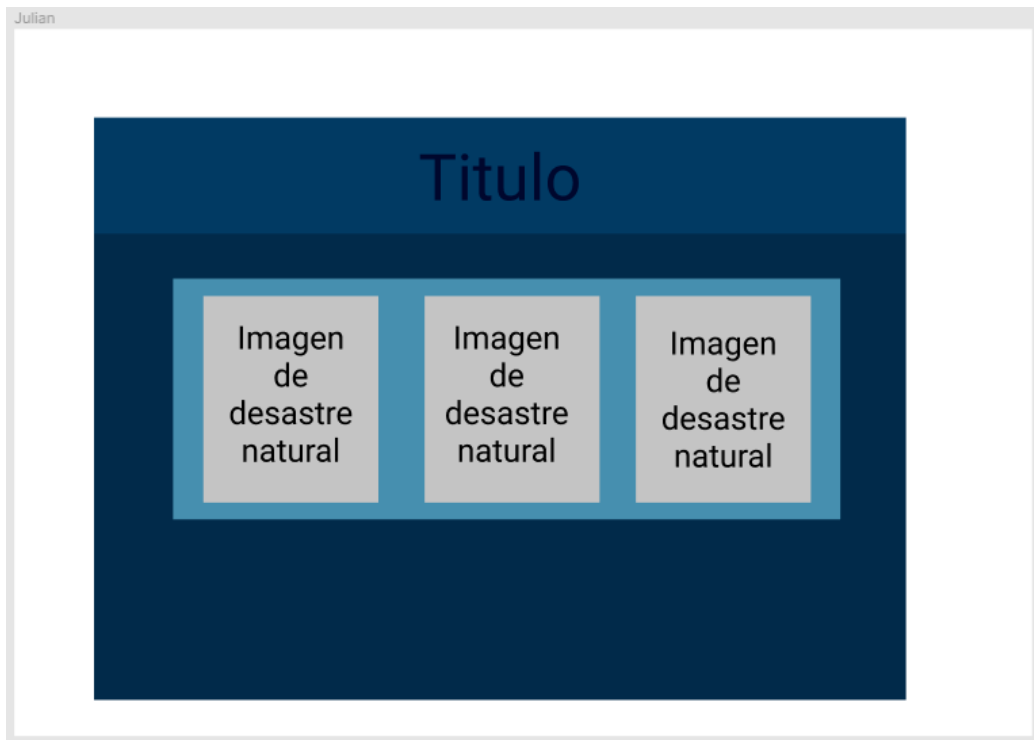 Julian
Titulo
Imagen
de
desastre
natural
Imagen
de
desastre
natural
Imagen
de
desastre
natural